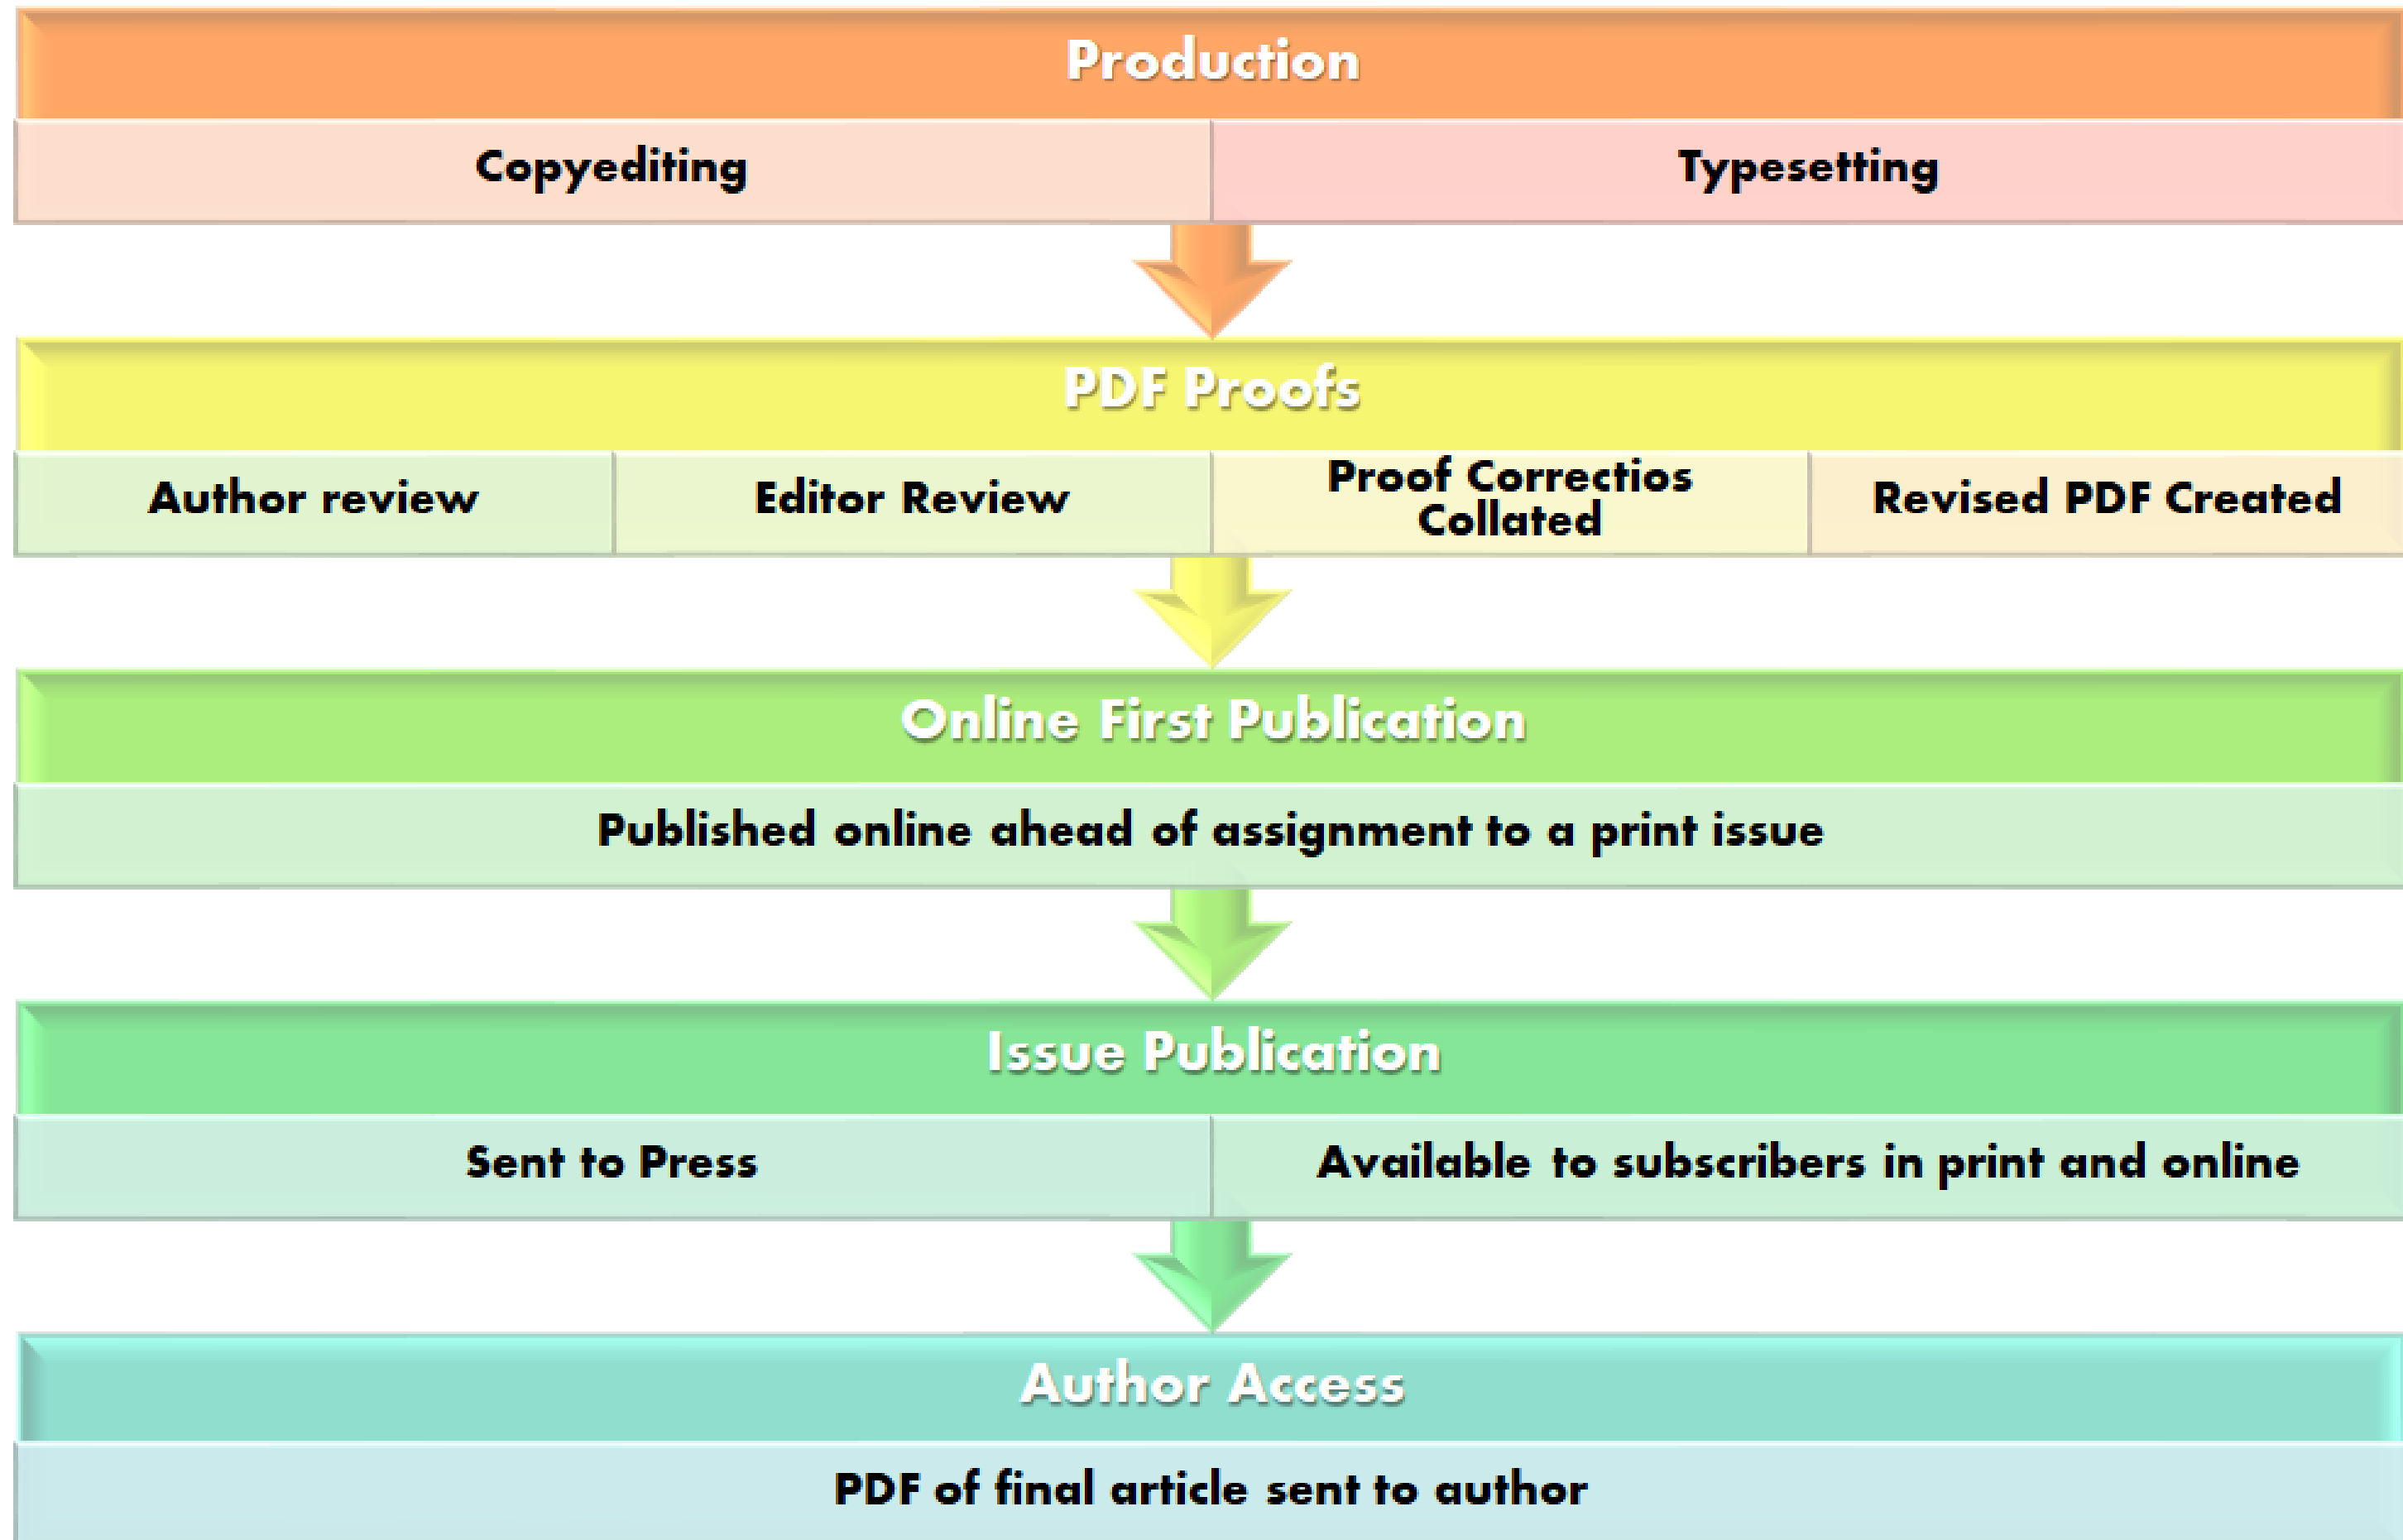 Production
Copyediting
Typesetting
PDF Proofs
Author review
Editor Review
Proof Correctios
Collated
Revised PDF Created
Online First Publication
Published online ahead of assignment to a print issue
Issue Publication
Sent to Press
Available to subscribers in print and online
Author Access
PDF of final article sent to author